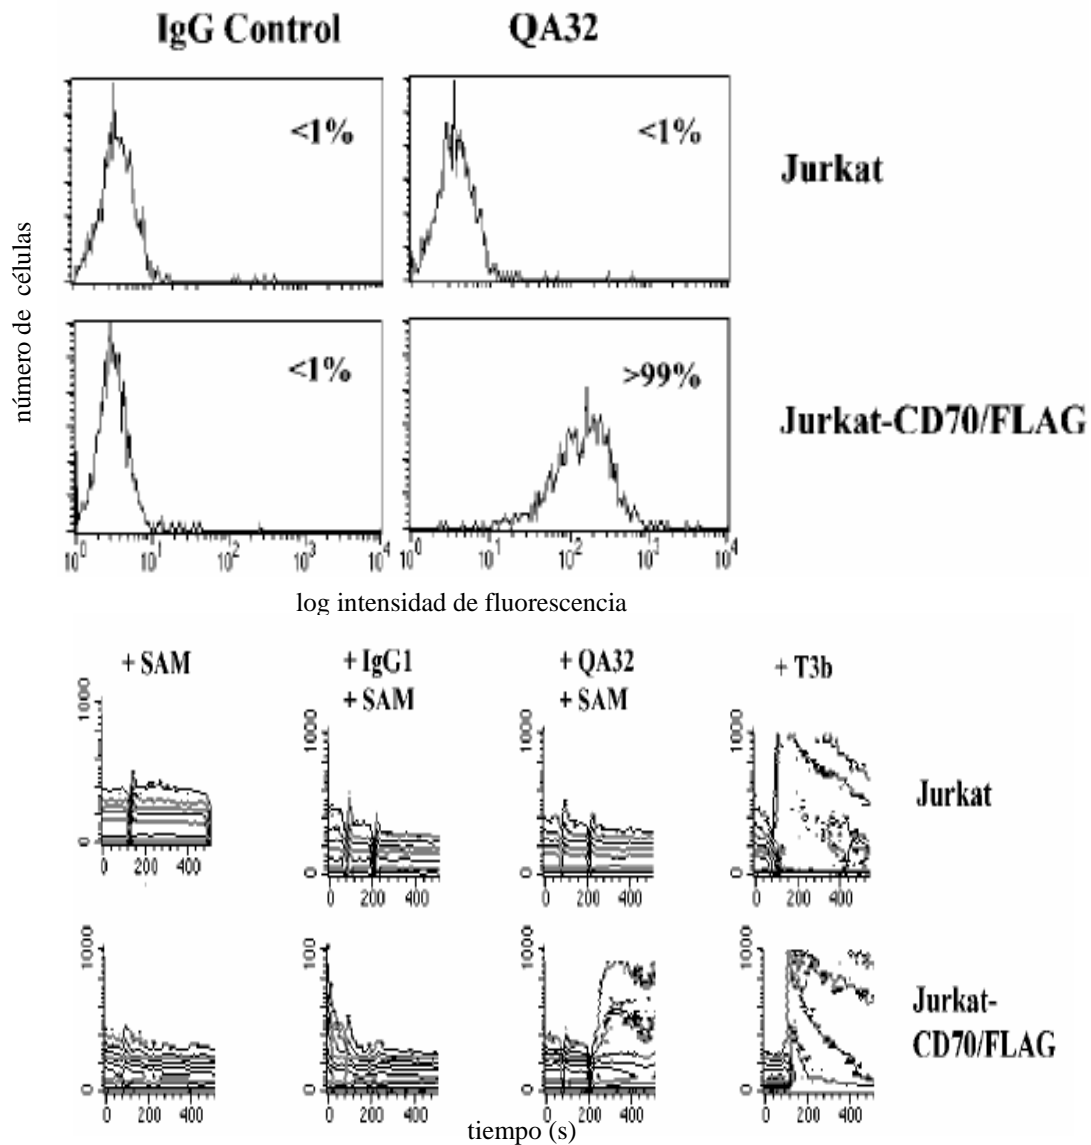 IgG Control QA32
<1% <1%
Jurkat
número de células
<1% >99%
Jurkat-CD70/FLAG
10^0 10^1 10^2 10^3 10^4 10^0 10^1 10^2 10^1 10^4
log intensidad de fluorescencia
+ SAM + IgG1 + QA32 + T3b
+ SAM + SAM
0 1000 0 1000 0 1000 0 1000
Jurkat
0 200 400 0 200 400 0 200 400 0 200 400
0 1000 0 100 0 1000 0 1000
Jurkat-
CD70/FLAG
0 200 400 0 200 400 0 200 400 0 200 400
tiempo (s)